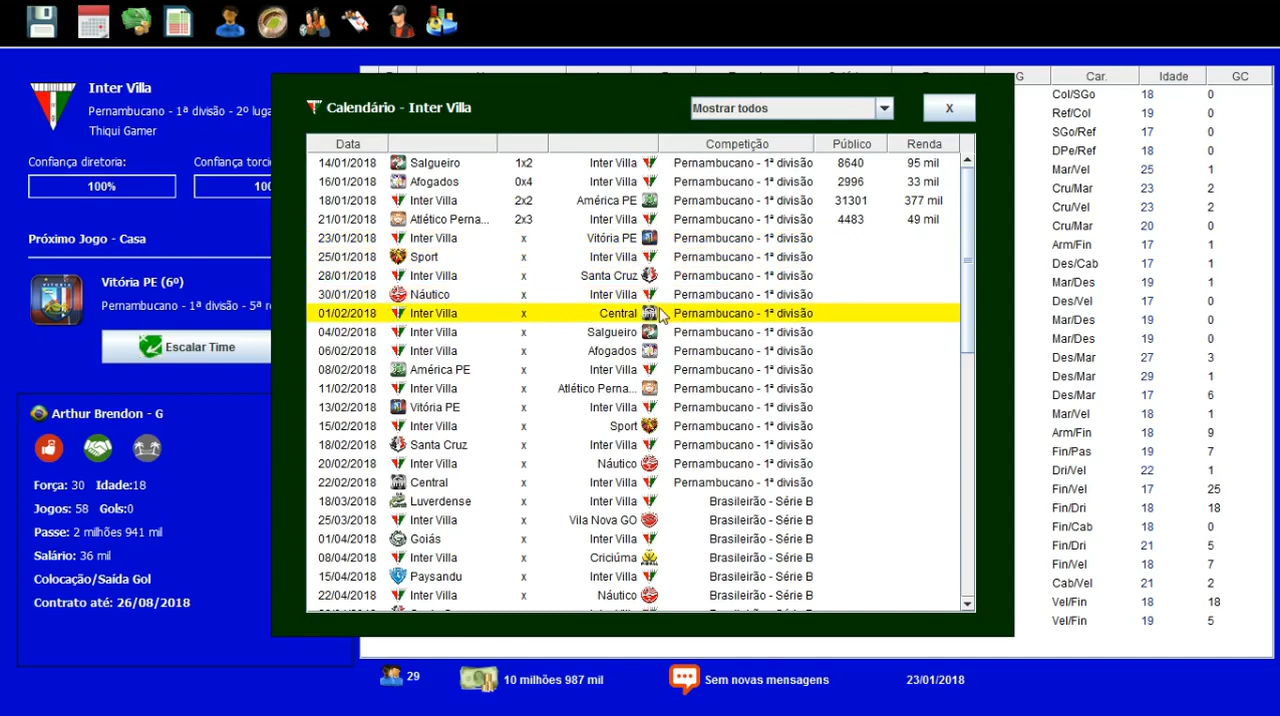 Inter Villa
Pernambucano - 1ª divisão - 2º luga
Thiqui Gamer
Confiança diretoria:
Confiança torcid
100%
100
Próximo Jogo - Casa
Vitória PE (6º)
Pernambucano - 1ª divisão - 5ª r
Escalar Time
Arthur Brendon - G
Força: 30 Idade:18
Jogos: 58 Gols:0
Passe: 2 milhões 941 mil
Salário: 36 mil
Colocação/Saída Gol
Contrato até: 26/08/2018
Calendário - Inter Villa
Mostrar todos
X
Data Competição Público Renda
14/01/2018 Salgueiro 1x2 Inter Villa Pernambucano - 1ª divisão 8640 95 mil
16/01/2018 Afogados 0x4 Inter Villa Pernambucano - 1ª divisão 2996 33 mil
18/01/2018 Inter Villa 2x2 América PE Pernambucano - 1ª divisão 31301 377 mil
21/01/2018 Atlético Perna... 2x3 Inter Villa Pernambucano - 1ª divisão 4483 49 mil
23/01/2018 Inter Villa x Vitória PE Pernambucano - 1ª divisão
25/01/2018 Sport x Inter Villa Pernambucano - 1ª divisão
28/01/2018 Inter Villa x Santa Cruz Pernambucano - 1ª divisão
30/01/2018 Náutico x Inter Villa Pernambucano - 1ª divisão
01/02/2018 Inter Villa x Central Pernambucano - 1ª divisão
04/02/2018 Inter Villa x Salgueiro Pernambucano - 1ª divisão
06/02/2018 Inter Villa x Afogados Pernambucano - 1ª divisão
08/02/2018 América PE x Inter Villa Pernambucano - 1ª divisão
11/02/2018 Inter Villa x Atlético Perna... Pernambucano - 1ª divisão
13/02/2018 Vitória PE x Inter Villa Pernambucano - 1ª divisão
15/02/2018 Inter Villa x Sport Pernambucano - 1ª divisão
18/02/2018 Santa Cruz x Inter Villa Pernambucano - 1ª divisão
20/02/2018 Inter Villa x Náutico Pernambucano - 1ª divisão
22/02/2018 Central x Inter Villa Pernambucano - 1ª divisão
18/03/2018 Luverdense x Inter Villa Brasileirão - Série B
25/03/2018 Inter Villa x Vila Nova GO Brasileirão - Série B
01/04/2018 Goiás x Inter Villa Brasileirão - Série B
08/04/2018 Inter Villa x Criciúma Brasileirão - Série B
15/04/2018 Paysandu x Inter Villa Brasileirão - Série B
22/04/2018 Inter Villa x Náutico Brasileirão - Série B
G Car. Idade GC
Col/SGo 18 0
Ref/Col 19 0
SGo/Ref 17 0
DPe/Ref 18 0
Mar/Vel 25 1
Cru/Mar 23 2
Cru/Vel 23 2
Cru/Mar 20 0
Arm/Fin 17 1
Des/Cab 17 1
Mar/Des 19 1
Des/Vel 17 0
Mar/Des 19 0
Mar/Des 19 0
Des/Mar 27 3
Des/Mar 29 1
Des/Mar 17 6
Mar/Vel 18 1
Arm/Fin 18 9
Fin/Pas 19 7
Dri/Vel 22 1
Fin/Vel 17 25
Fin/Dri 18 18
Fin/Cab 18 0
Fin/Dri 21 5
Fin/Vel 18 7
Cab/Vel 21 2
Vel/Fin 18 18
Vel/Fin 19 5
29
10 milhões 987 mil
Sem novas mensagens
23/01/2018